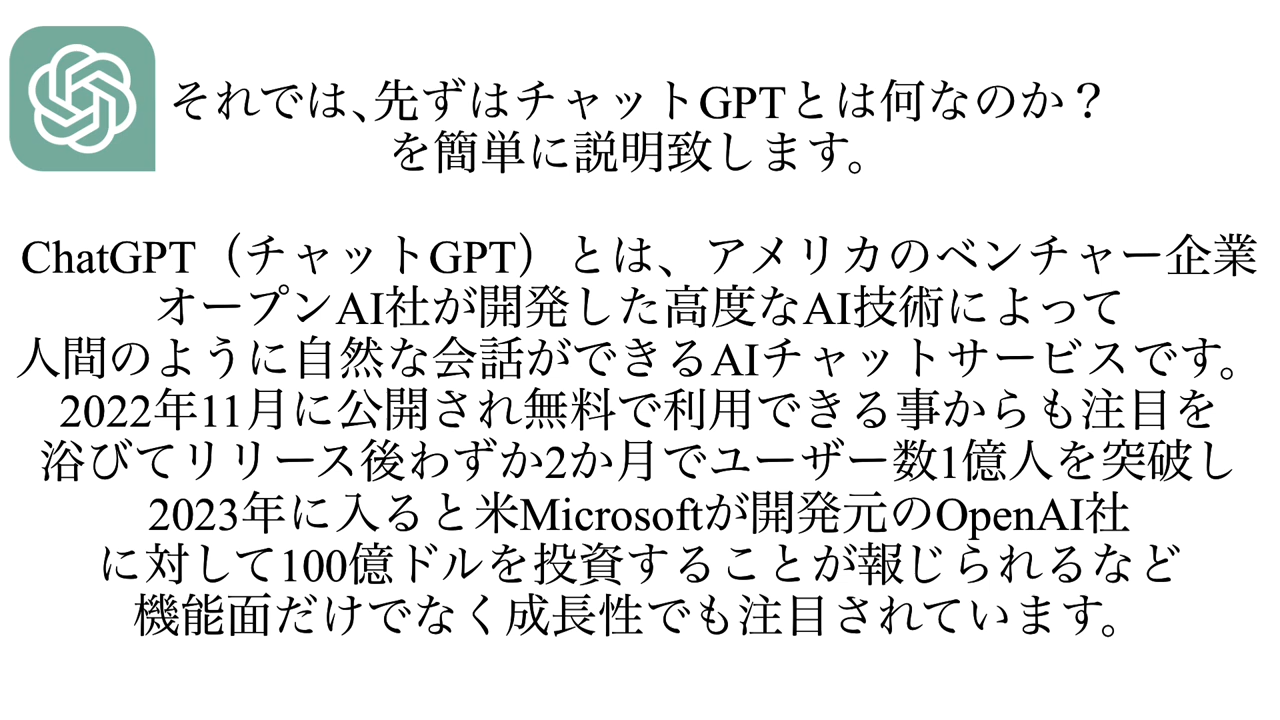 それでは、先ずはチャットGPTとは何なのか？
を簡単に説明致します。
ChatGPT（チャットGPT）とは、アメリカのベンチャー企業
オープンAI社が開発した高度なAI技術によって
人間のように自然な会話ができるAIチャットサービスです。
2022年11月に公開され無料で利用できる事からも注目を
浴びてリリース後わずか2か月でユーザー数1億人を突破し
2023年に入ると米Microsoftが開発元のOpenAI社
に対して100億ドルを投資することが報じられるなど
機能面だけでなく成長性でも注目されています。